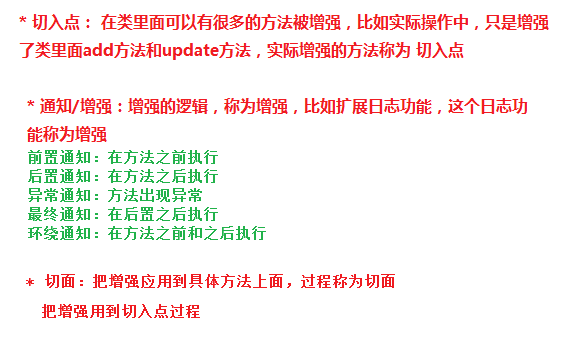 * 切入点： 在类里面可以有很多的方法被增强，比如实际操作中，只是增强
了类里面add方法和update方法，实际增强的方法称为 切入点
* 通知/增强：增强的逻辑，称为增强，比如扩展日志功能，这个日志功
能称为增强
前置通知：在方法之前执行
后置通知：在方法之后执行
异常通知：方法出现异常
最终通知：在后置之后执行
环绕通知：在方法之前和之后执行
* 切面：把增强应用到具体方法上面，过程称为切面
把增强用到切入点过程